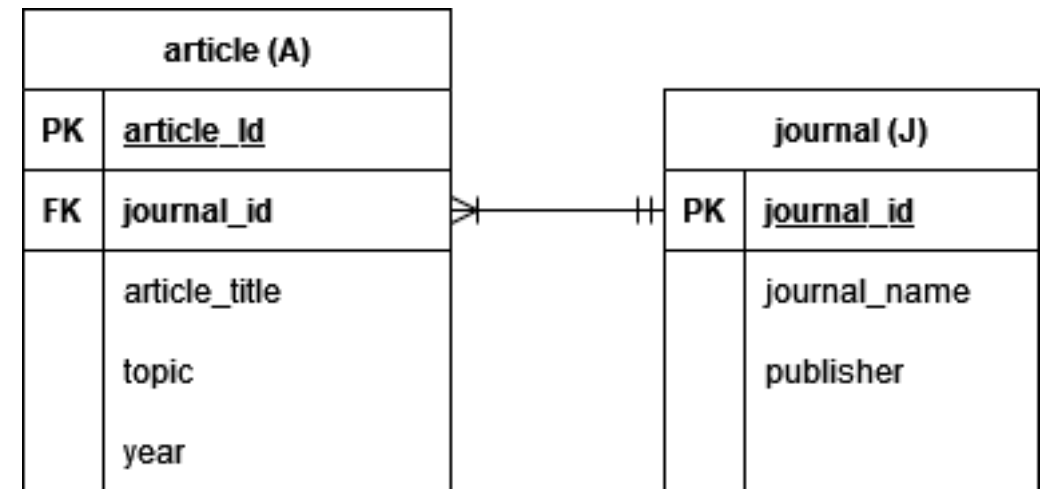 article (A)
PK article_Id
FK journal_id
article_title
topic
year
journal (J)
PK journal_id
journal_name
publisher